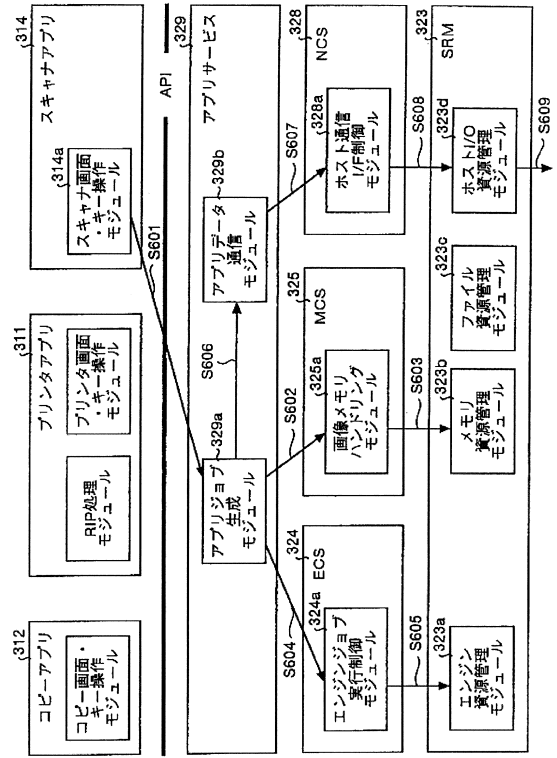 312
コピーアプリ
コピー画面・
キー操作
モジュール
311
プリンタアプリ
RIP処理
モジュール
プリンタ画面
・キー操作
モジュール
314
スキャナアプリ
314a
スキャナ画面
・キー操作
モジュール
S601
API
329
アプリサービス
329a
アプリジョブ
生成
モジュール
S606
329b
アプリデータ
通信
モジュール
S604
S602
S607
324
ECS
324a
エンジンジョブ
実行制御
モジュール
325
MCS
325a
画像メモリ
ハンドリング
モジュール
328
NCS
328a
ホスト通信
I/F制御
モジュール
S605
S603
S608
323
SRM
323a
エンジン
資源管理
モジュール
323b
メモリ
資源管理
モジュール
323c
ファイル
資源管理
モジュール
323d
ホストI/O
資源管理
モジュール
S609